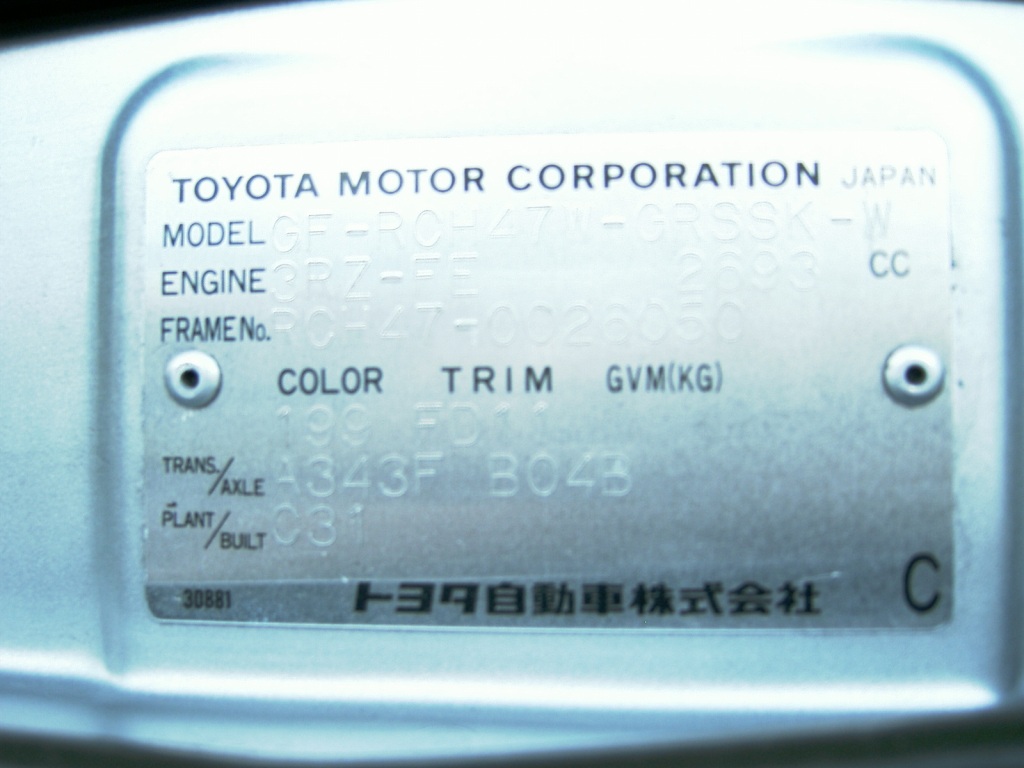 TOYOTA MOTOR CORPORATION JAPAN
MODEL GF-RCH47W-GRSSK-W
ENGINE 3RZ-FE 2693 CC
FRAME No. RCH47-0026050
COLOR TRIM GVM(KG)
199 FD11
TRANS./AXLE A343F B04B
PLANT/BUILT C31
30881 トヨタ自動車株式会社 C